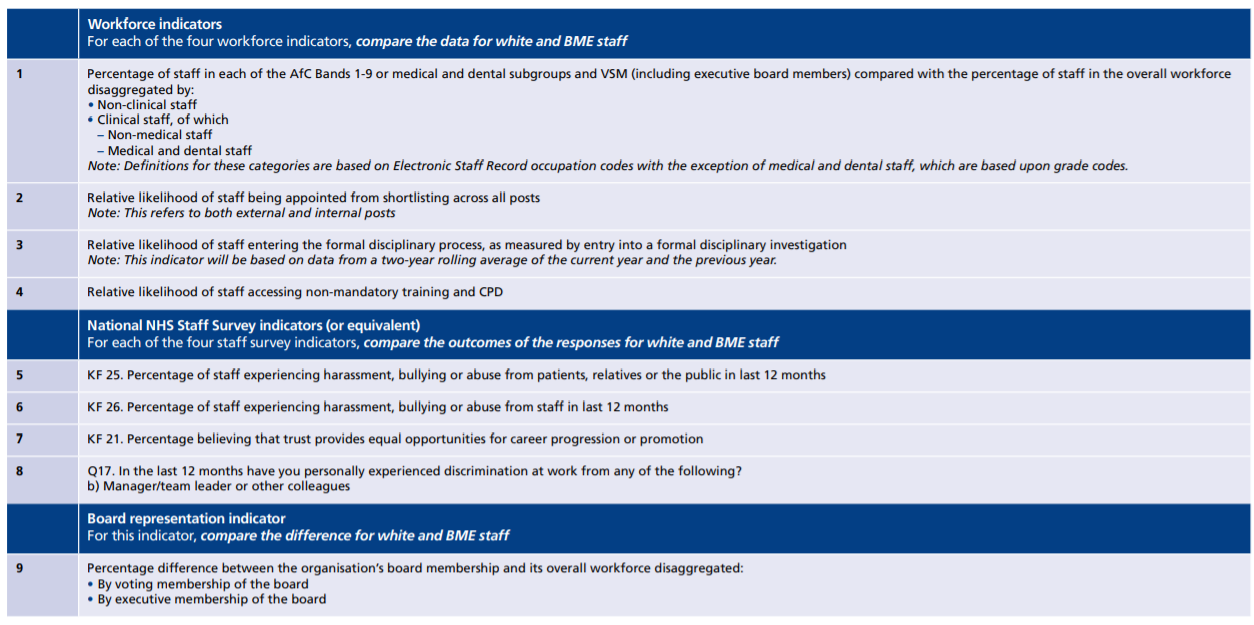 Workforce indicators
For each of the four workforce indicators, compare the data for white and BME staff
1
Percentage of staff in each of the AfC Bands 1-9 or medical and dental subgroups and VSM (including executive board members) compared with the percentage of staff in the overall workforce
disaggregated by:
• Non-clinical staff
• Clinical staff, of which
– Non-medical staff
– Medical and dental staff
Note: Definitions for these categories are based on Electronic Staff Record occupation codes with the exception of medical and dental staff, which are based upon grade codes.
2
Relative likelihood of staff being appointed from shortlisting across all posts
Note: This refers to both external and internal posts
3
Relative likelihood of staff entering the formal disciplinary process, as measured by entry into a formal disciplinary investigation
Note: This indicator will be based on data from a two-year rolling average of the current year and the previous year.
4
Relative likelihood of staff accessing non-mandatory training and CPD
National NHS Staff Survey indicators (or equivalent)
For each of the four staff survey indicators, compare the outcomes of the responses for white and BME staff
5
KF 25. Percentage of staff experiencing harassment, bullying or abuse from patients, relatives or the public in last 12 months
6
KF 26. Percentage of staff experiencing harassment, bullying or abuse from staff in last 12 months
7
KF 21. Percentage believing that trust provides equal opportunities for career progression or promotion
8
Q17. In the last 12 months have you personally experienced discrimination at work from any of the following?
b) Manager/team leader or other colleagues
Board representation indicator
For this indicator, compare the difference for white and BME staff
9
Percentage difference between the organisation's board membership and its overall workforce disaggregated:
• By voting membership of the board
• By executive membership of the board